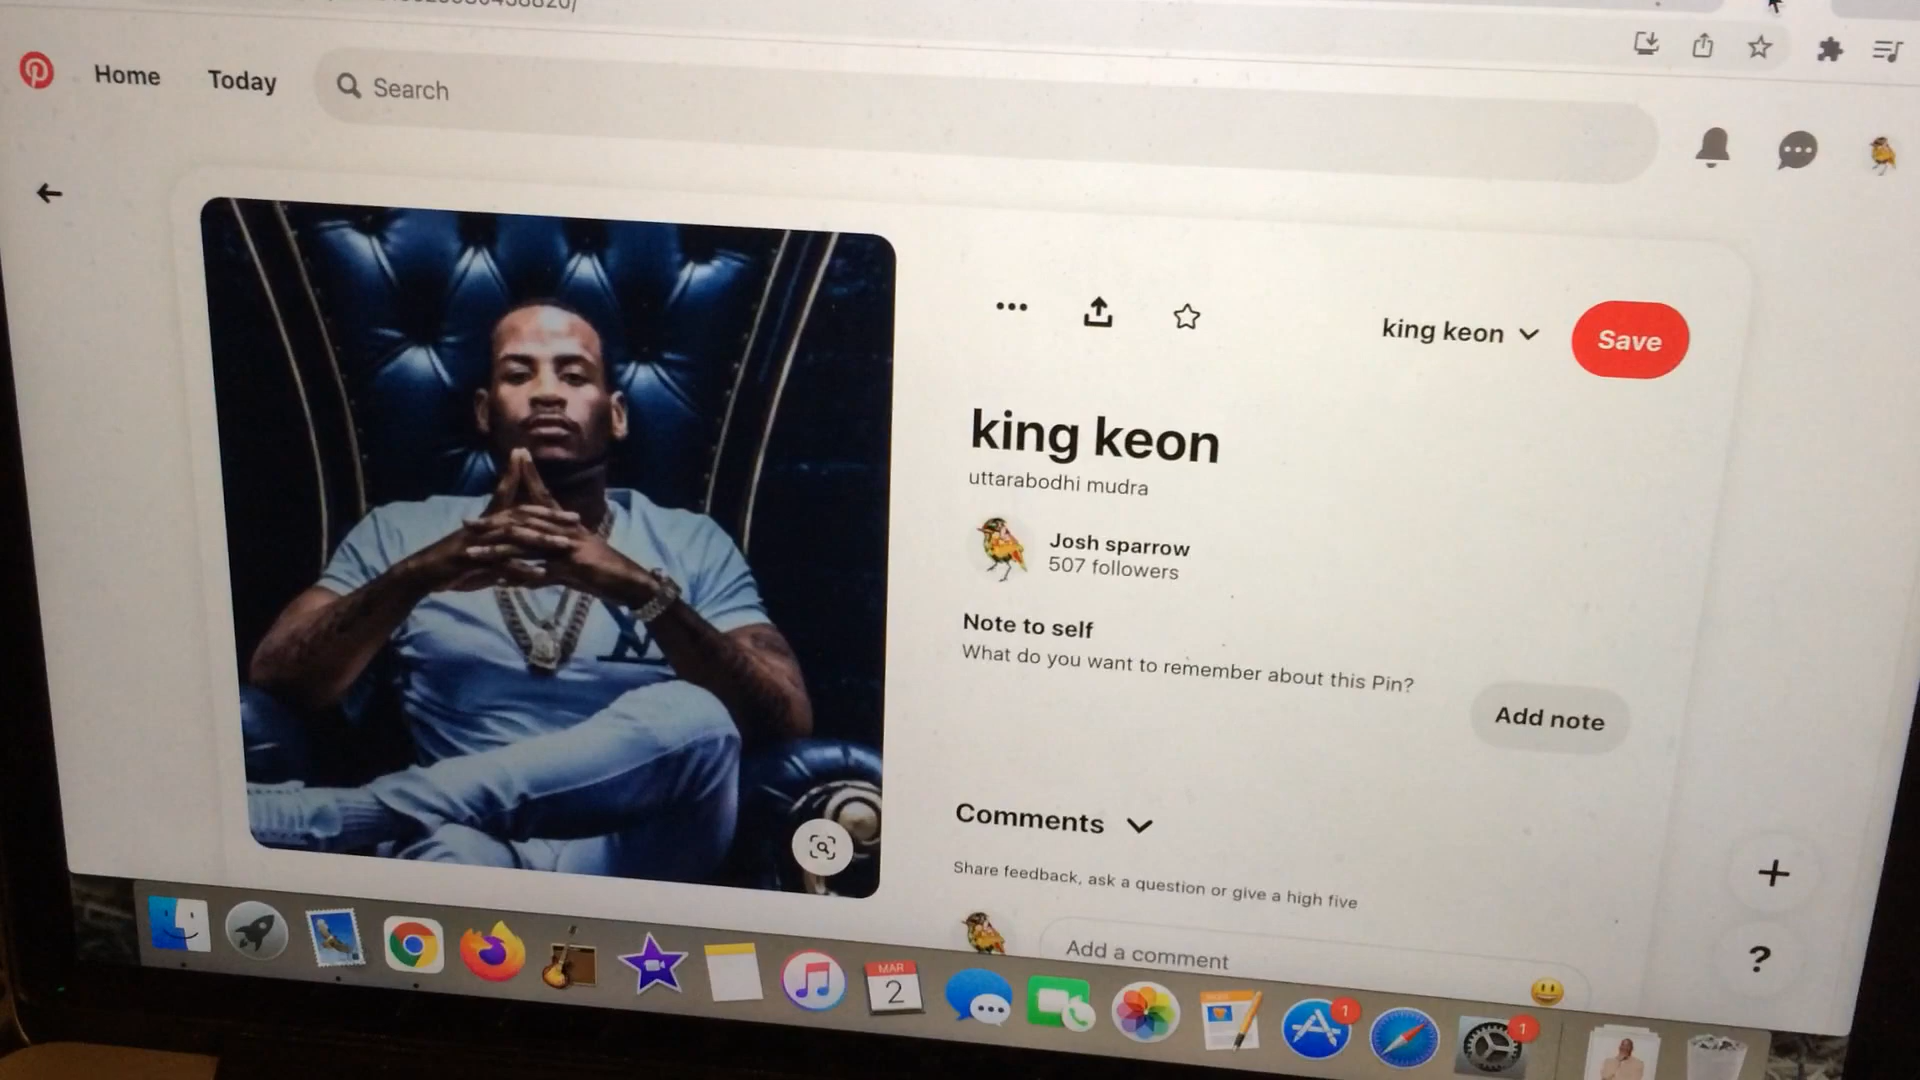 Home
Today
Search
king keon
Save
king keon
uttarabodhi mudra
Josh sparrow
507 followers
Note to self
What do you want to remember about this Pin?
Add note
Comments
Share feedback, ask a question or give a high five
Add a comment
?
MAR
2
1
1